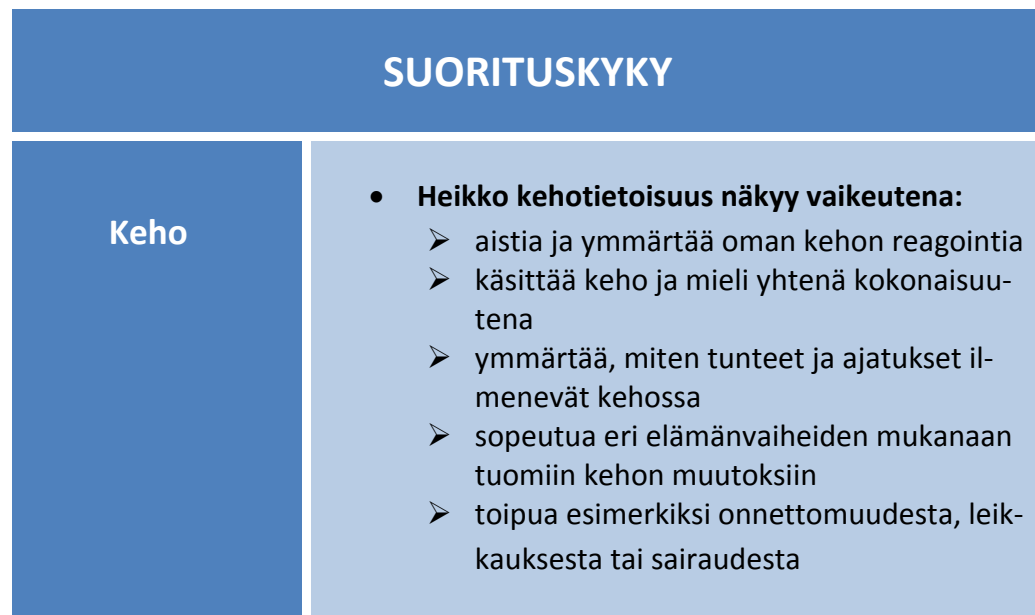 SUORITUSKYKY
Keho
• Heikko kehotietoisuus näkyy vaikeutena:
➢ aistia ja ymmärtää oman kehon reagointia
➢ käsittää keho ja mieli yhtenä kokonaisuu-
tena
➢ ymmärtää, miten tunteet ja ajatukset il-
menevät kehossa
➢ sopeutua eri elämänvaiheiden mukanaan
tuomiin kehon muutoksiin
➢ toipua esimerkiksi onnettomuudesta, leik-
kauksesta tai sairaudesta